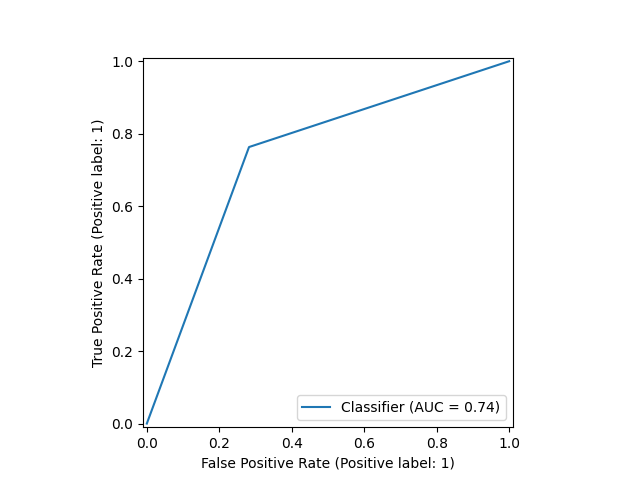 1.0
0.8
0.6
0.4
0.2
0.0
True Positive Rate (Positive label: 1)
Classifier (AUC = 0.74)
0.0 0.2 0.4 0.6 0.8 1.0
False Positive Rate (Positive label: 1)